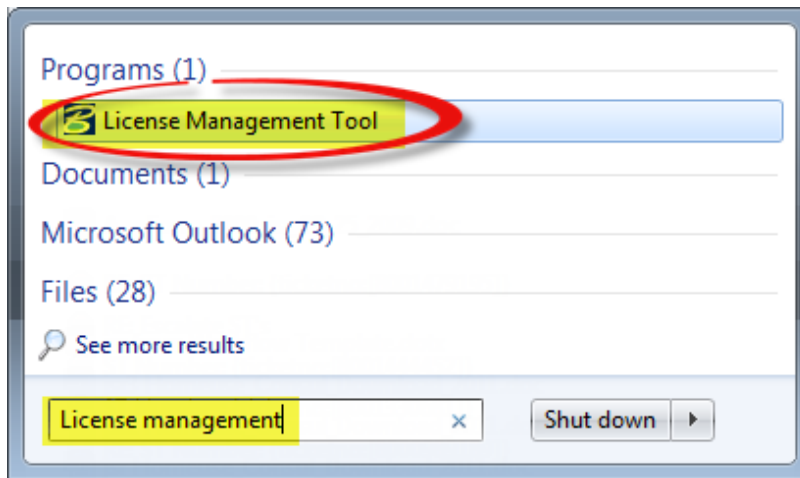 Programs (1)
License Management Tool
Documents (1)
Microsoft Outlook (73)
Files (28)
See more results
License management
Shut down